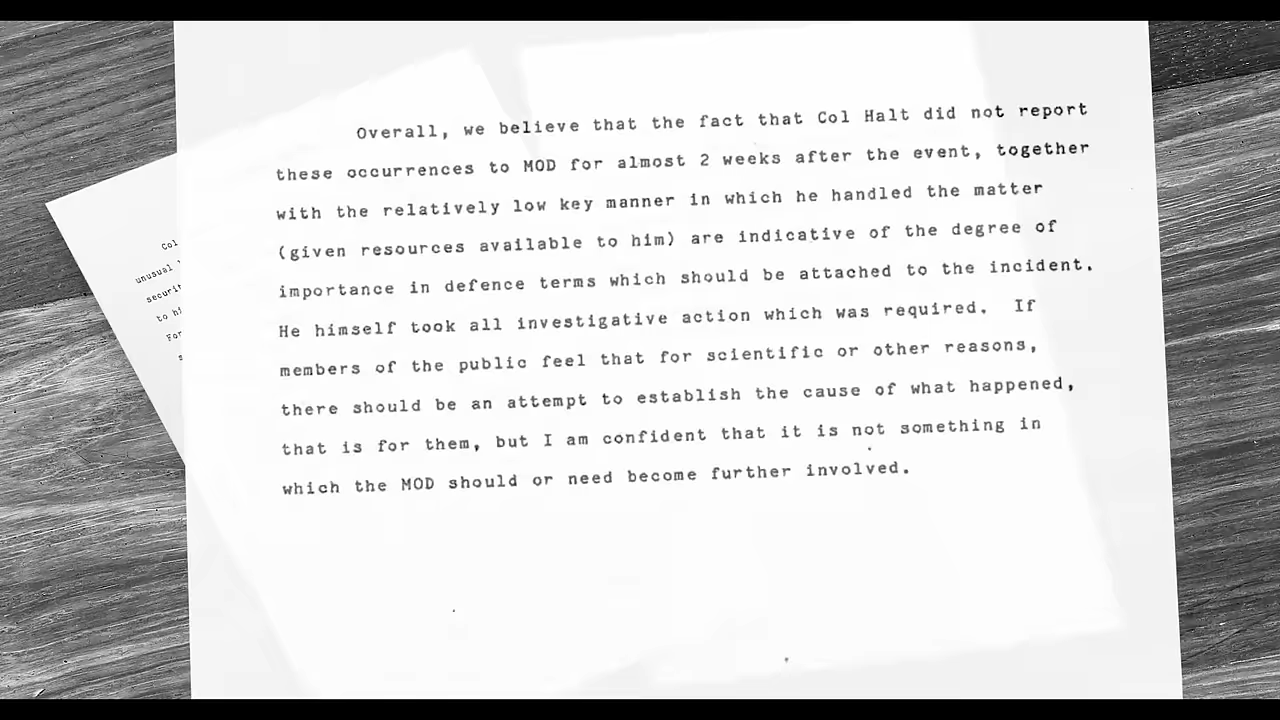 Overall, we believe that the fact that Col Halt did not report
these occurrences to MOD for almost 2 weeks after the event, together
with the relatively low key manner in which he handled the matter
(given resources available to him) are indicative of the degree of
importance in defence terms which should be attached to the incident.
He himself took all investigative action which was required. If
members of the public feel that for scientific or other reasons,
there should be an attempt to establish the cause of what happened,
that is for them, but I am confident that it is not something in
which the MOD should or need become further involved.
Col
unusual
to